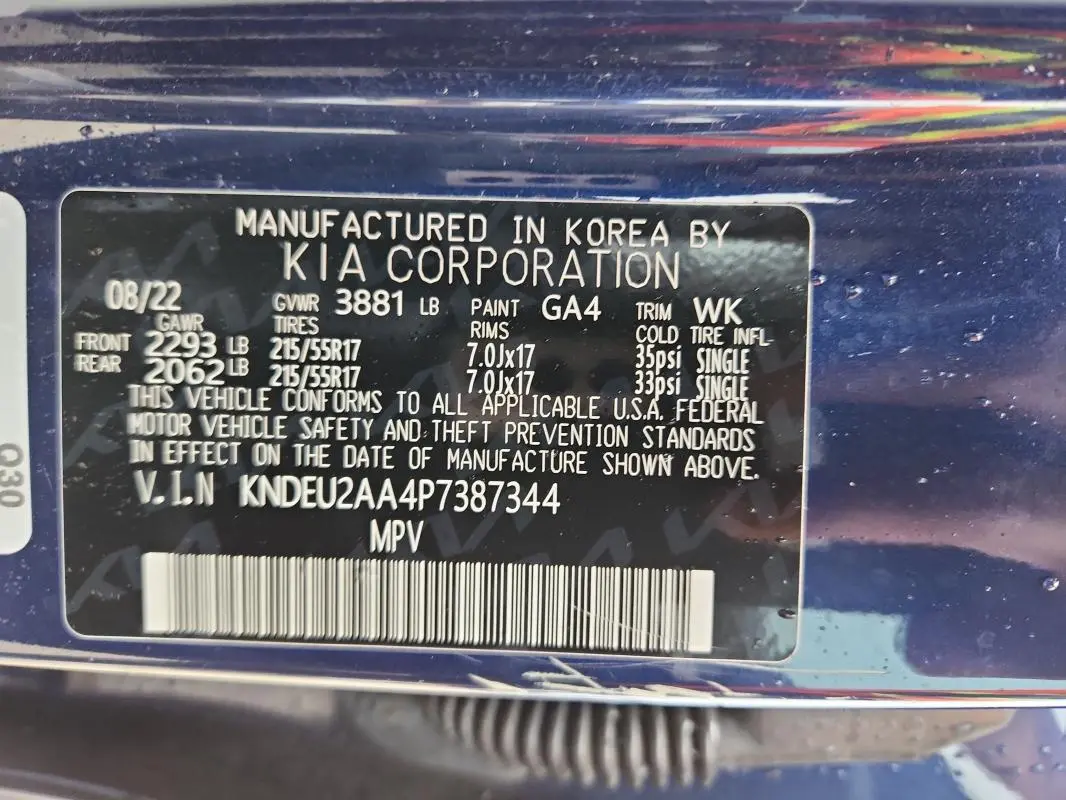 MANUFACTURED IN KOREA BY
KIA CORPORATION
08/22 GVWR 3881 LB PAINT GA4 TRIM WK
GAWR TIRES RIMS COLD TIRE INFL
FRONT 2293 LB 215/55R17 7.0Jx17 35psi SINGLE
REAR 2062 LB 215/55R17 7.0Jx17 33psi SINGLE
THIS VEHICLE CONFORMS TO ALL APPLICABLE U.S.A. FEDERAL
MOTOR VEHICLE SAFETY AND THEFT PREVENTION STANDARDS
IN EFFECT ON THE DATE OF MANUFACTURE SHOWN ABOVE.
V.I.N KNDEU2AA4P7387344
MPV
Q30